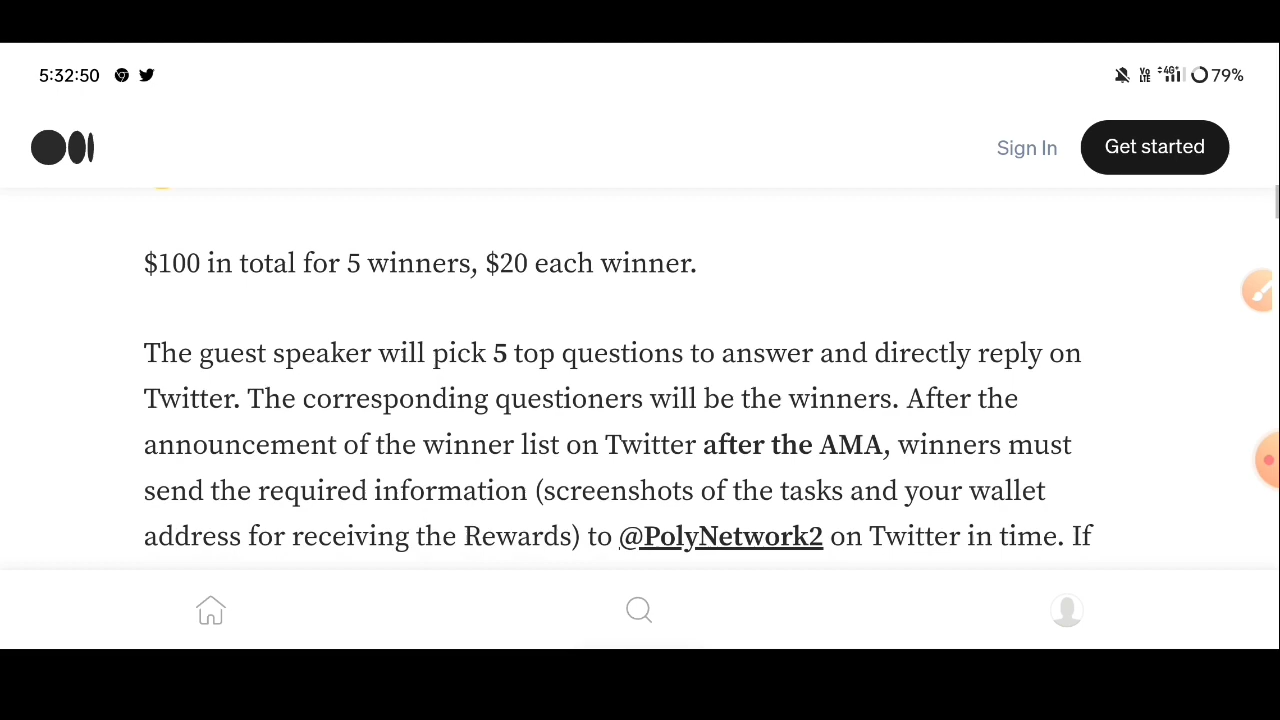 5:32:50
Vo LTE 4G+ 79%
Sign In Get started
$100 in total for 5 winners, $20 each winner.
The guest speaker will pick 5 top questions to answer and directly reply on
Twitter. The corresponding questioners will be the winners. After the
announcement of the winner list on Twitter after the AMA, winners must
send the required information (screenshots of the tasks and your wallet
address for receiving the Rewards) to @PolyNetwork2 on Twitter in time. If